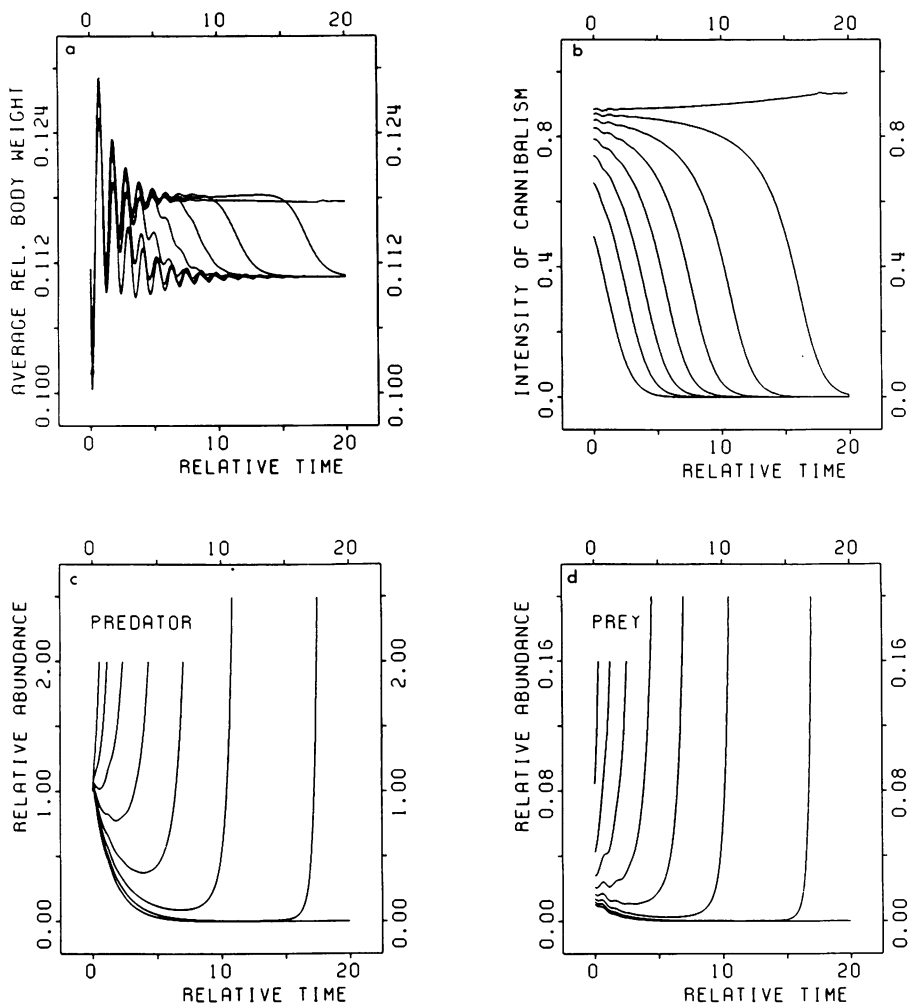 0 10 20
a
AVERAGE REL. BODY WEIGHT
0.124
0.112
0.100
0.124
0.112
0.100
0 10 20
RELATIVE TIME
0 10 20
b
INTENSITY OF CANNIBALISM
0.8
0.4
0.0
0.8
0.4
0.0
0 10 20
RELATIVE TIME
0 10 20
c
PREDATOR
RELATIVE ABUNDANCE
2.00
1.00
0.00
2.00
1.00
0.00
0 10 20
RELATIVE TIME
0 10 20
d
PREY
RELATIVE ABUNDANCE
0.16
0.08
0.00
0.16
0.08
0.00
0 10 20
RELATIVE TIME